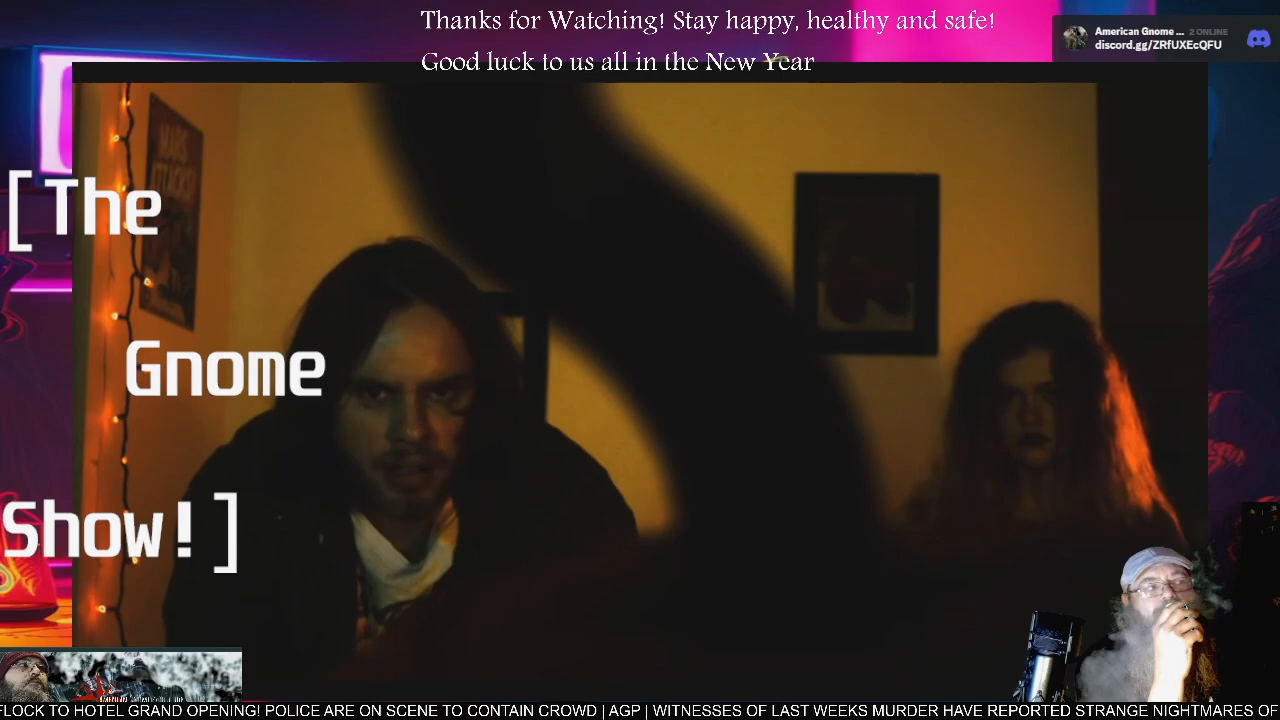 Thanks for Watching! Stay happy, healthy and safe!
Good luck to us all in the New Year
American Gnome ... 2 ONLINE
discord.gg/ZRfUXEcQFU
MARS
ATTACKS!
[The
Gnome
Show!]
FLOCK TO HOTEL GRAND OPENING! POLICE ARE ON SCENE TO CONTAIN CROWD | AGP | WITNESSES OF LAST WEEKS MURDER HAVE REPORTED STRANGE NIGHTMARES OF